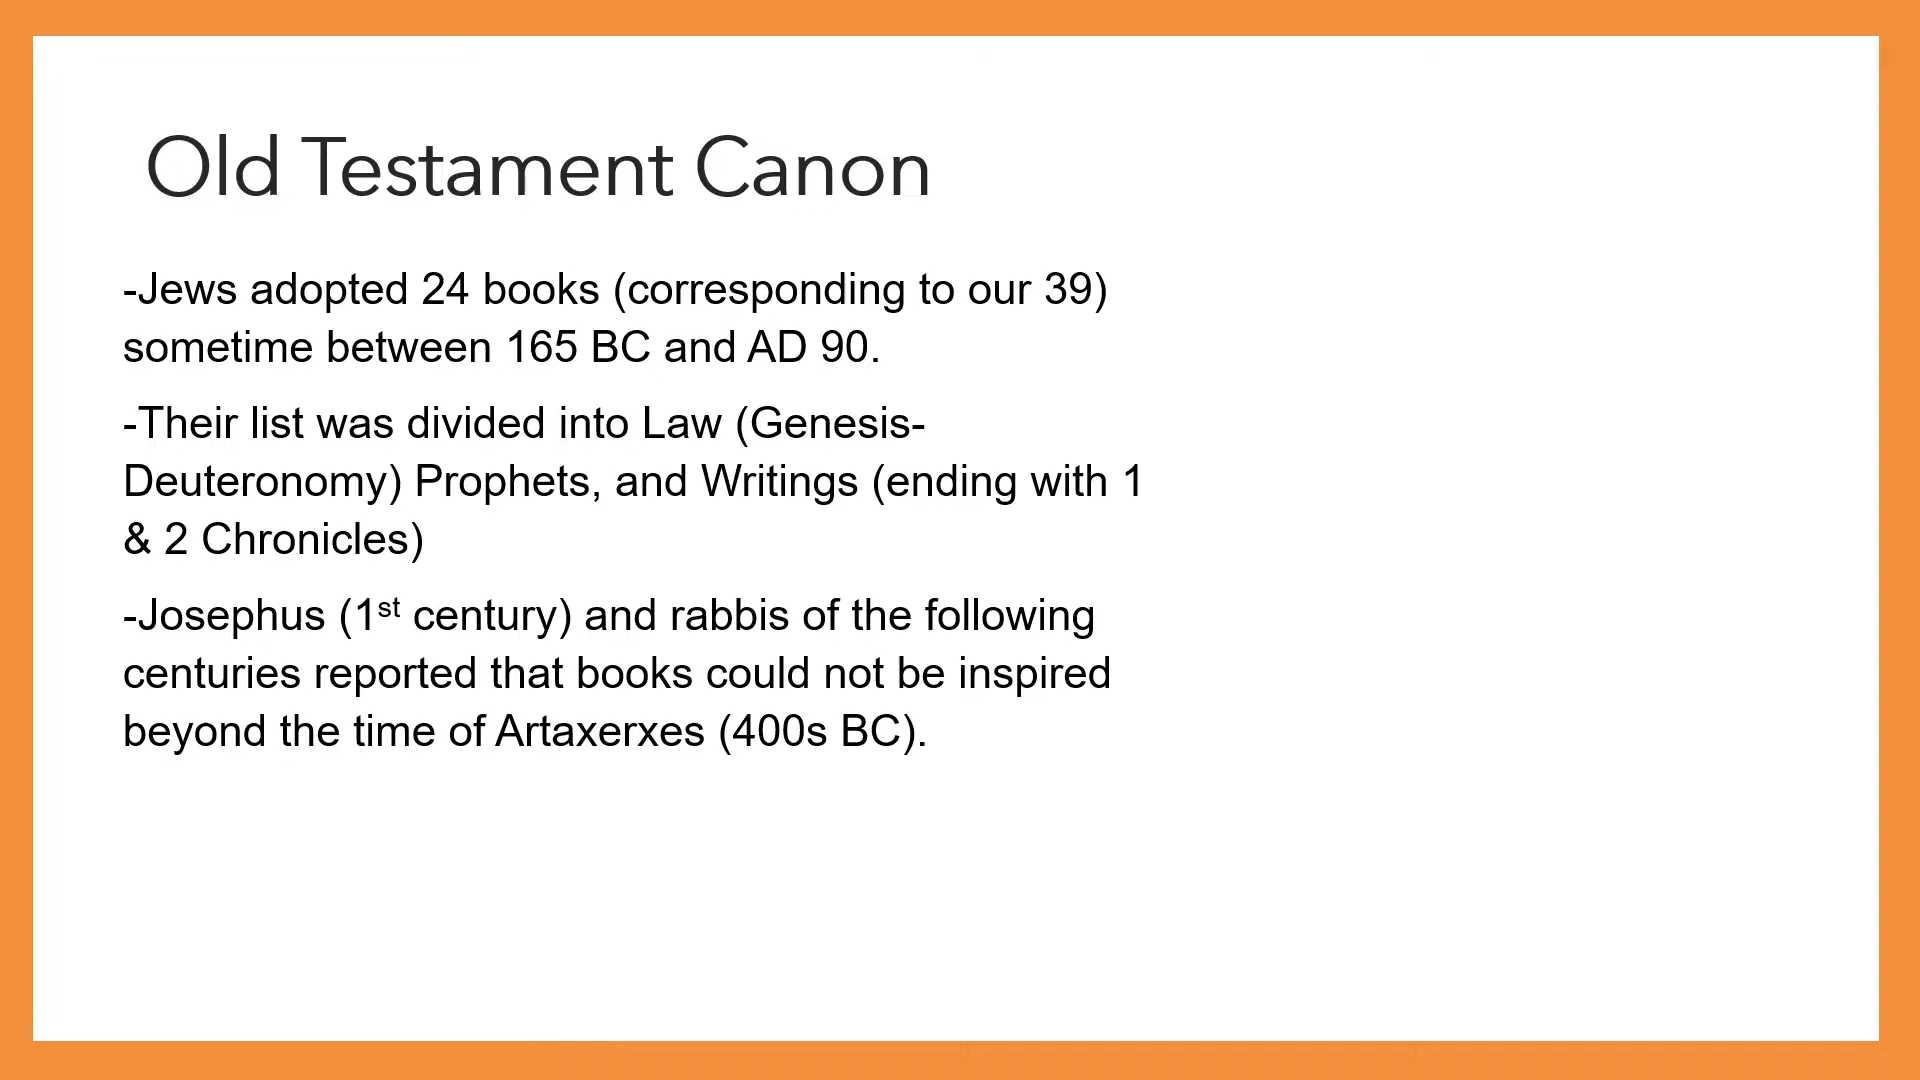 Old Testament Canon
-Jews adopted 24 books (corresponding to our 39)
sometime between 165 BC and AD 90.
-Their list was divided into Law (Genesis-
Deuteronomy) Prophets, and Writings (ending with 1
& 2 Chronicles)
-Josephus (1st century) and rabbis of the following
centuries reported that books could not be inspired
beyond the time of Artaxerxes (400s BC).